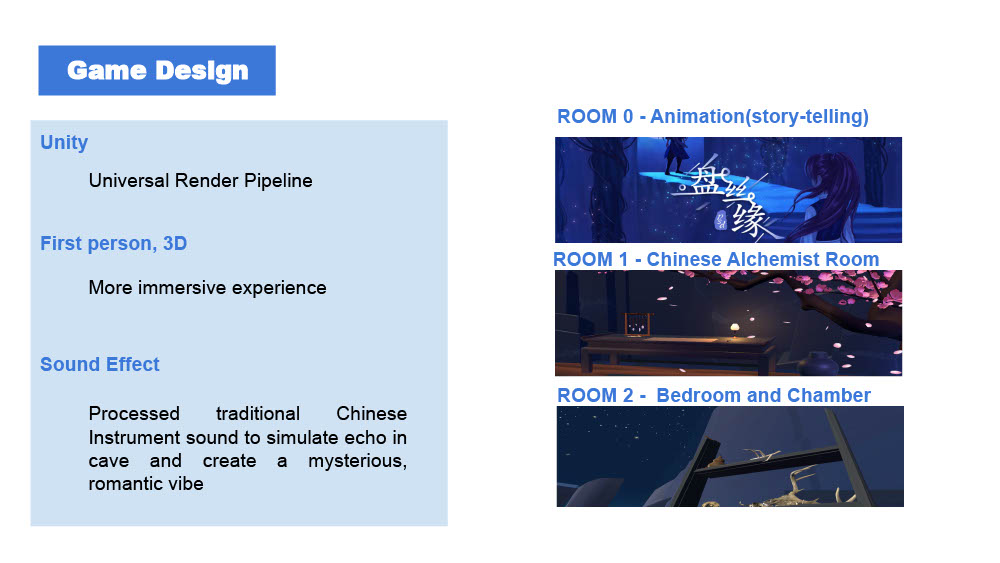 Game Design
Unity
Universal Render Pipeline
First person, 3D
More immersive experience
Sound Effect
Processed traditional Chinese
Instrument sound to simulate echo in
cave and create a mysterious,
romantic vibe
ROOM 0 - Animation(story-telling)
盘丝缘
ROOM 1 - Chinese Alchemist Room
ROOM 2 - Bedroom and Chamber